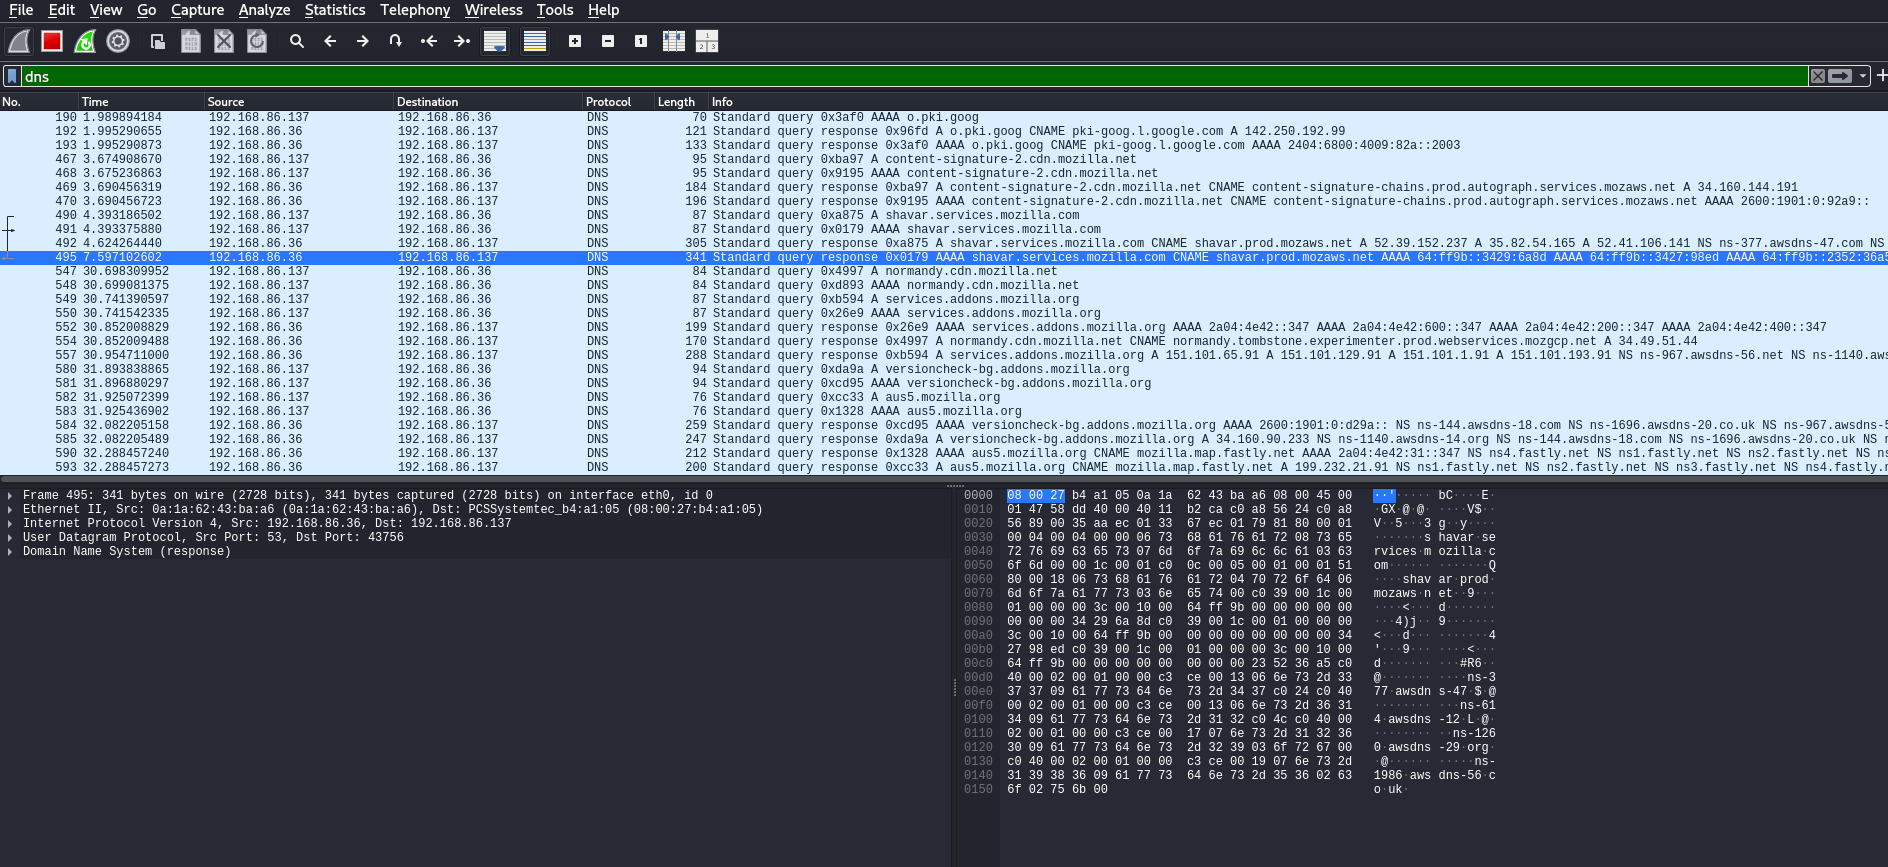 File Edit View Go Capture Analyze Statistics Telephony Wireless Tools Help
dns
No. Time Source Destination Protocol Length Info
190 1.989894184 192.168.86.137 192.168.86.36 DNS 70 Standard query 0x3af0 AAAA o.pki.goog
192 1.995290655 192.168.86.36 192.168.86.137 DNS 121 Standard query response 0x96fd A o.pki.goog CNAME pki-goog.l.google.com A 142.250.192.99
193 1.995290873 192.168.86.36 192.168.86.137 DNS 133 Standard query response 0x3af0 AAAA o.pki.goog CNAME pki-goog.l.google.com AAAA 2404:6800:4009:82a::2003
467 3.674908670 192.168.86.137 192.168.86.36 DNS 95 Standard query 0xba97 A content-signature-2.cdn.mozilla.net
468 3.675236863 192.168.86.137 192.168.86.36 DNS 95 Standard query 0x9195 AAAA content-signature-2.cdn.mozilla.net
469 3.690456319 192.168.86.36 192.168.86.137 DNS 184 Standard query response 0xba97 A content-signature-2.cdn.mozilla.net CNAME content-signature-chains.prod.autograph.services.mozaws.net A 34.160.144.191
470 3.690456723 192.168.86.36 192.168.86.137 DNS 196 Standard query response 0x9195 AAAA content-signature-2.cdn.mozilla.net CNAME content-signature-chains.prod.autograph.services.mozaws.net AAAA 2600:1901:0:92a9::
490 4.393186502 192.168.86.137 192.168.86.36 DNS 87 Standard query 0xa875 A shavar.services.mozilla.com
491 4.393375880 192.168.86.137 192.168.86.36 DNS 87 Standard query 0x0179 AAAA shavar.services.mozilla.com
492 4.624264440 192.168.86.36 192.168.86.137 DNS 305 Standard query response 0xa875 A shavar.services.mozilla.com CNAME shavar.prod.mozaws.net A 52.39.152.237 A 35.82.54.165 A 52.41.106.141 NS ns-377.awsdns-47.com NS
495 7.597102602 192.168.86.36 192.168.86.137 DNS 341 Standard query response 0x0179 AAAA shavar.services.mozilla.com CNAME shavar.prod.mozaws.net AAAA 64:ff9b::3429:6a8d AAAA 64:ff9b::3427:98ed AAAA 64:ff9b::2352:36a5
547 30.698309952 192.168.86.137 192.168.86.36 DNS 84 Standard query 0x4997 A normandy.cdn.mozilla.net
548 30.699081375 192.168.86.137 192.168.86.36 DNS 84 Standard query 0xd893 AAAA normandy.cdn.mozilla.net
549 30.741390597 192.168.86.137 192.168.86.36 DNS 87 Standard query 0xb594 A services.addons.mozilla.org
550 30.741542335 192.168.86.137 192.168.86.36 DNS 87 Standard query 0x26e9 AAAA services.addons.mozilla.org
552 30.852008829 192.168.86.36 192.168.86.137 DNS 199 Standard query response 0x26e9 AAAA services.addons.mozilla.org AAAA 2a04:4e42::347 AAAA 2a04:4e42:600::347 AAAA 2a04:4e42:200::347 AAAA 2a04:4e42:400::347
554 30.852009488 192.168.86.36 192.168.86.137 DNS 170 Standard query response 0x4997 A normandy.cdn.mozilla.net CNAME normandy.tombstone.experimenter.prod.webservices.mozgcp.net A 34.49.51.44
557 30.954711000 192.168.86.36 192.168.86.137 DNS 288 Standard query response 0xb594 A services.addons.mozilla.org A 151.101.65.91 A 151.101.129.91 A 151.101.1.91 A 151.101.193.91 NS ns-967.awsdns-56.net NS ns-1140.aws
580 31.893838865 192.168.86.137 192.168.86.36 DNS 94 Standard query 0xda9a A versioncheck-bg.addons.mozilla.org
581 31.896880297 192.168.86.137 192.168.86.36 DNS 94 Standard query 0xcd95 AAAA versioncheck-bg.addons.mozilla.org
582 31.925072399 192.168.86.137 192.168.86.36 DNS 76 Standard query 0xcc33 A aus5.mozilla.org
583 31.925436902 192.168.86.137 192.168.86.36 DNS 76 Standard query 0x1328 AAAA aus5.mozilla.org
584 32.082205158 192.168.86.36 192.168.86.137 DNS 259 Standard query response 0xcd95 AAAA versioncheck-bg.addons.mozilla.org AAAA 2600:1901:0:d29a:: NS ns-144.awsdns-18.com NS ns-1696.awsdns-20.co.uk NS ns-967.awsdns-5
585 32.082205489 192.168.86.36 192.168.86.137 DNS 247 Standard query response 0xda9a A versioncheck-bg.addons.mozilla.org A 34.160.90.233 NS ns-1140.awsdns-14.org NS ns-144.awsdns-18.com NS ns-1696.awsdns-20.co.uk NS n
590 32.288457240 192.168.86.36 192.168.86.137 DNS 212 Standard query response 0x1328 AAAA aus5.mozilla.org CNAME mozilla.map.fastly.net AAAA 2a04:4e42:31::347 NS ns4.fastly.net NS ns1.fastly.net NS ns2.fastly.net NS n
593 32.288457273 192.168.86.36 192.168.86.137 DNS 200 Standard query response 0xcc33 A aus5.mozilla.org CNAME mozilla.map.fastly.net A 199.232.21.91 NS ns1.fastly.net NS ns2.fastly.net NS ns3.fastly.net NS ns4.fastly.n
Frame 495: 341 bytes on wire (2728 bits), 341 bytes captured (2728 bits) on interface eth0, id 0
Ethernet II, Src: 0a:1a:62:43:ba:a6 (0a:1a:62:43:ba:a6), Dst: PCSSystemtec_b4:a1:05 (08:00:27:b4:a1:05)
Internet Protocol Version 4, Src: 192.168.86.36, Dst: 192.168.86.137
User Datagram Protocol, Src Port: 53, Dst Port: 43756
Domain Name System (response)
0000 08 00 27 b4 a1 05 0a 1a 62 43 ba a6 08 00 45 00 ··'····· bC····E·
0010 01 47 58 dd 40 00 40 11 b2 ca c0 a8 56 24 c0 a8 ·GX·@·@· ····V$··
0020 56 89 00 35 aa ec 01 33 67 ec 01 79 81 80 00 01 V··5···3 g··y····
0030 00 04 00 04 00 00 06 73 68 61 76 61 72 08 73 65 ·······s havar·se
0040 72 76 69 63 65 73 07 6d 6f 7a 69 6c 6c 61 03 63 rvices·m ozilla·c
0050 6f 6d 00 00 1c 00 01 c0 0c 00 05 00 01 00 01 51 om······ ·······Q
0060 80 00 18 06 73 68 61 76 61 72 04 70 72 6f 64 06 ····shav ar·prod·
0070 6d 6f 7a 61 77 73 03 6e 65 74 00 c0 39 00 1c 00 mozaws·n et··9···
0080 01 00 00 00 3c 00 10 00 64 ff 9b 00 00 00 00 00 ····<··· d·······
0090 00 00 00 34 29 6a 8d c0 39 00 1c 00 01 00 00 00 ···4)j·· 9·······
00a0 3c 00 10 00 64 ff 9b 00 00 00 00 00 00 00 00 34 <···d··· ·······4
00b0 27 98 ed c0 39 00 1c 00 01 00 00 00 3c 00 10 00 '···9··· ····<···
00c0 64 ff 9b 00 00 00 00 00 00 00 00 23 52 36 a5 c0 d······· ···#R6··
00d0 40 00 02 00 01 00 00 c3 ce 00 13 06 6e 73 2d 33 @······· ····ns-3
00e0 37 37 09 61 77 73 64 6e 73 2d 34 37 c0 24 c0 40 77·awsdn s-47·$·@
00f0 00 02 00 01 00 00 c3 ce 00 13 06 6e 73 2d 36 31 ········ ···ns-61
0100 34 09 61 77 73 64 6e 73 2d 31 32 c0 4c c0 40 00 4·awsdns -12·L·@·
0110 02 00 01 00 00 c3 ce 00 17 07 6e 73 2d 31 32 36 ········ ··ns-126
0120 30 09 61 77 73 64 6e 73 2d 32 39 03 6f 72 67 00 0·awsdns -29·org·
0130 c0 40 00 02 00 01 00 00 c3 ce 00 19 07 6e 73 2d ·@······ ·····ns-
0140 31 39 38 36 09 61 77 73 64 6e 73 2d 35 36 02 63 1986·aws dns-56·c
0150 6f 02 75 6b 00 o·uk·